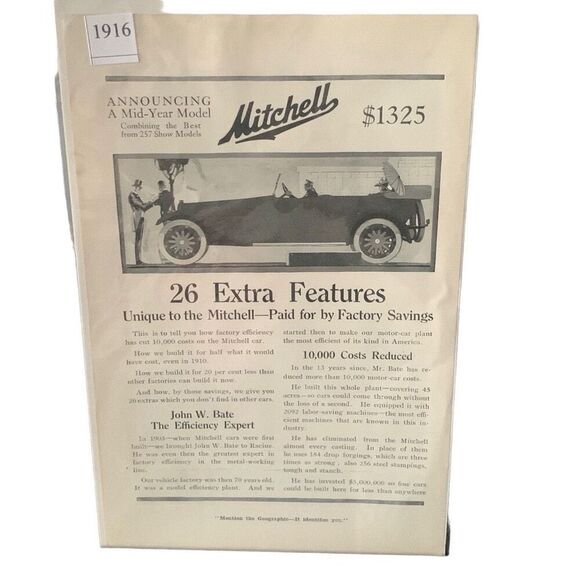 1916
ANNOUNCING
A Mid-Year Model
Combining the Best
from 257 Show Models
Mitchell
$1325
26 Extra Features
Unique to the Mitchell—Paid for by Factory Savings
This is to tell you how factory efficiency
has cut 10,000 costs on the Mitchell car.
How we build it for half what it would
have cost, even in 1910.
How we build it for 20 per cent less than
other factories can build it now.
And how, by those savings, we give you
26 extras which you don't find in other cars.
John W. Bate
The Efficiency Expert
In 1903—when Mitchell cars were first
built—we brought John W. Bate to Racine.
He was even then the greatest expert in
factory efficiency in the metal-working
line.
Our vehicle factory was then 70 years old.
It was a model efficiency plant. And we
started then to make our motor-car plant
the most efficient of its kind in America.
10,000 Costs Reduced
In the 13 years since, Mr. Bate has re-
duced more than 10,000 motor-car costs.
He built this whole plant—covering 45
acres—so cars could come through without
the loss of a second. He equipped it with
2092 labor-saving machines—the most effi-
cient machines that are known in this in-
dustry.
He has eliminated from the Mitchell
almost every casting. In place of them
he uses 184 drop forgings, which are three
times as strong; also 256 steel stampings,
tough and stanch.
He has invested $5,000,000 so fine cars
could be built here for less than anywhere
"Mention the Geographic—It identifies you."